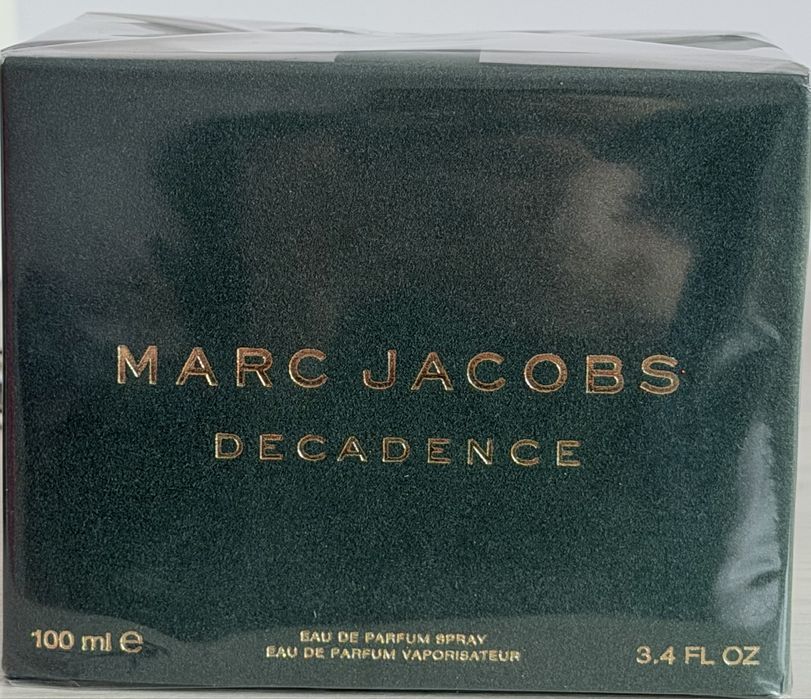 MARC JACOBS
DECADENCE
100 ml ℮
EAU DE PARFUM SPRAY
EAU DE PARFUM VAPORISATEUR
3.4 FL OZ